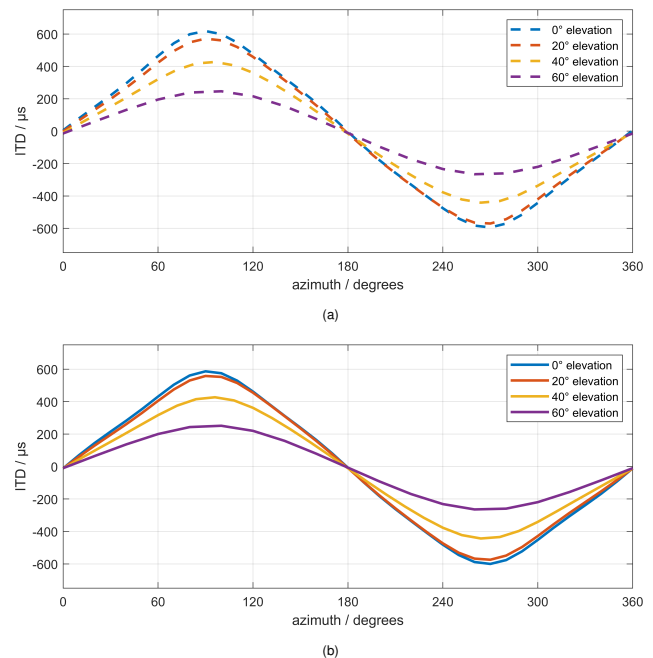 600
400
200
0
-200
-400
-600
ITD / μs
0° elevation
20° elevation
40° elevation
60° elevation
0 60 120 180 240 300 360
azimuth / degrees
(a)
600
400
200
0
-200
-400
-600
ITD / μs
0° elevation
20° elevation
40° elevation
60° elevation
0 60 120 180 240 300 360
azimuth / degrees
(b)